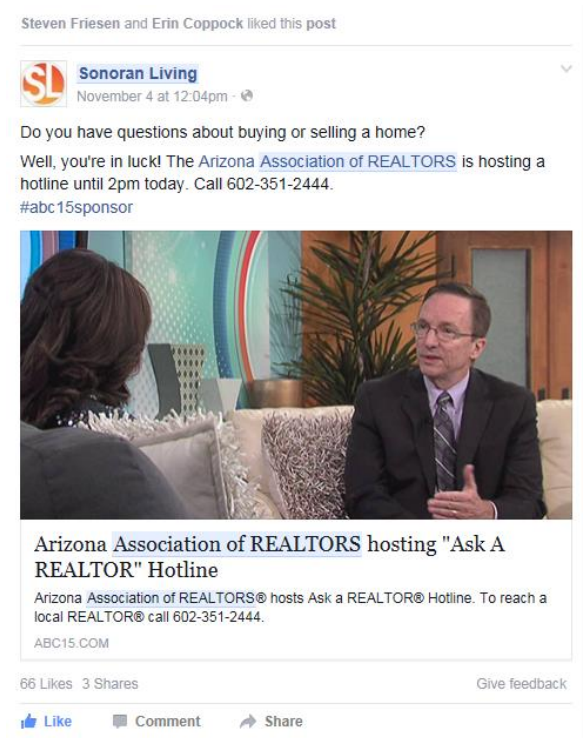 Steven Friesen and Erin Coppock liked this post
SL
Sonoran Living
November 4 at 12:04pm ·
Do you have questions about buying or selling a home?
Well, you're in luck! The Arizona Association of REALTORS is hosting a
hotline until 2pm today. Call 602-351-2444.
#abc15sponsor
Arizona Association of REALTORS hosting "Ask A
REALTOR" Hotline
Arizona Association of REALTORS® hosts Ask a REALTOR® Hotline. To reach a
local REALTOR® call 602-351-2444.
ABC15.COM
66 Likes 3 Shares Give feedback
Like Comment Share